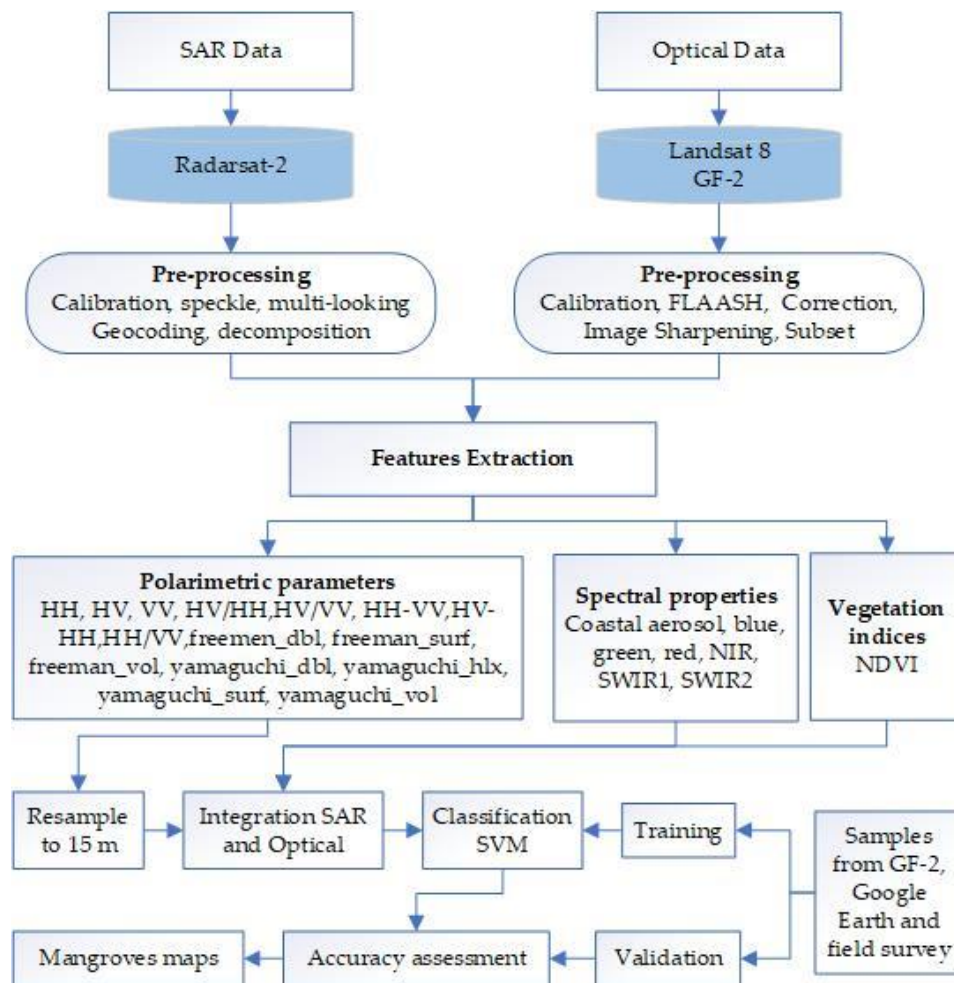 SAR Data
Optical Data
Radarsat-2
Landsat 8
GF-2
Pre-processing
Calibration, speckle, multi-looking
Geocoding, decomposition
Pre-processing
Calibration, FLAASH, Correction,
Image Sharpening, Subset
Features Extraction
Polarimetric parameters
HH, HV, VV, HV/HH,HV/VV, HH-VV,HV-
HH,HH/VV,freemen_dbl, freeman_surf,
freeman_vol, yamaguchi_dbl, yamaguchi_hlx,
yamaguchi_surf, yamaguchi_vol
Spectral properties
Coastal aerosol, blue,
green, red, NIR,
SWIR1, SWIR2
Vegetation
indices
NDVI
Resample
to 15 m
Integration SAR
and Optical
Classification
SVM
Training
Samples
from GF-2,
Google
Earth and
field survey
Mangroves maps
Accuracy assessment
Validation